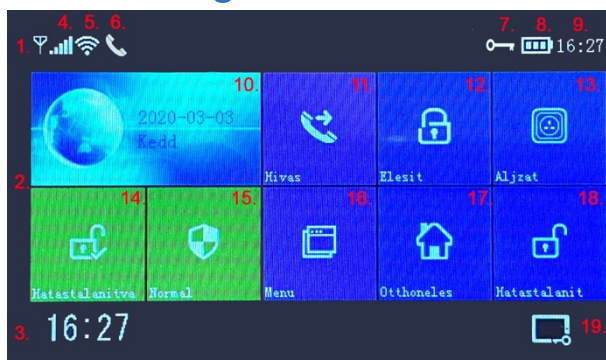 4. 5. 6. 7. 8. 9.
1. 16:27
10. 11. 12. 13.
2020-03-03
Kedd
Hivas Elesit Aljzat
2.
14. 15. 16. 17. 18.
Hatastalanitva Normal Menu Otthoneles Hatastalanit
3. 16:27 19.